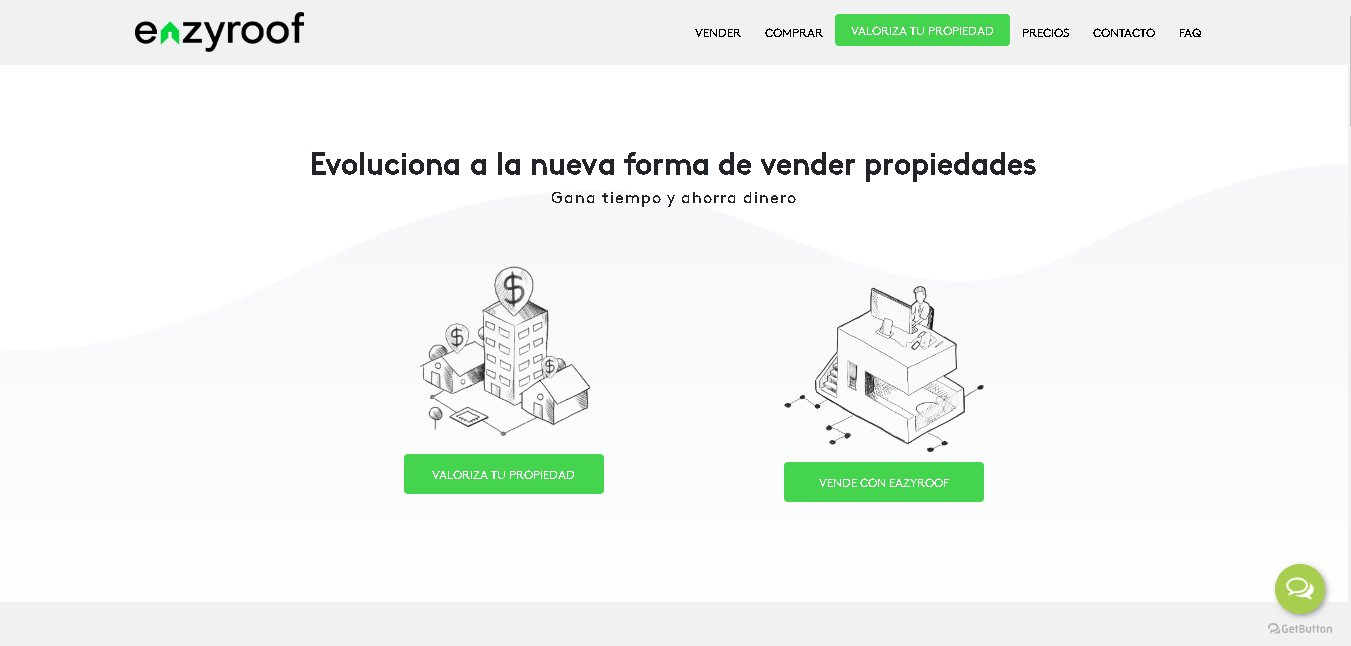 eazyroof
VENDER COMPRAR VALORIZA TU PROPIEDAD PRECIOS CONTACTO FAQ
Evoluciona a la nueva forma de vender propiedades
Gana tiempo y ahorra dinero
$
$
$
VALORIZA TU PROPIEDAD
VENDE CON EAZYROOF
GetButton